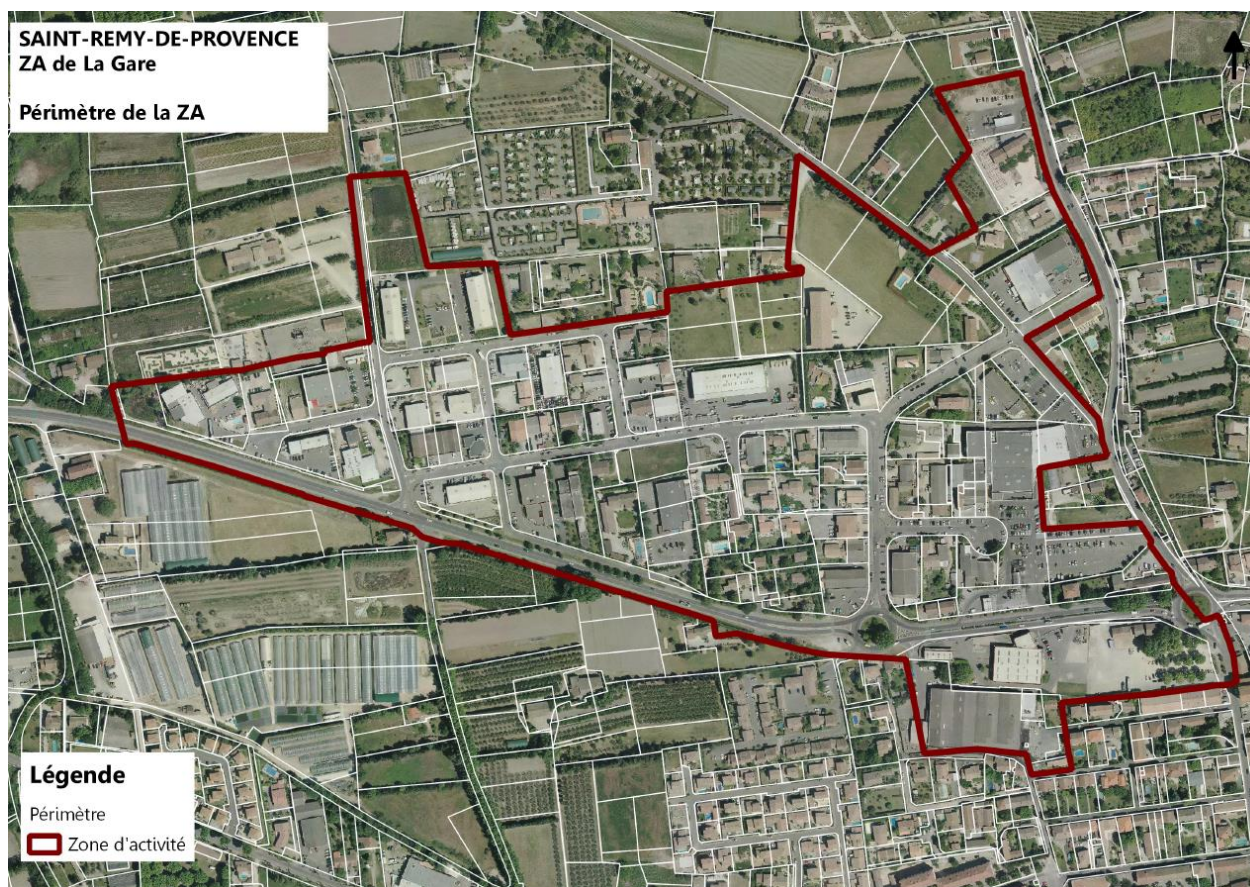 SAINT-REMY-DE-PROVENCE
ZA de La Gare
Périmètre de la ZA
Légende
Périmètre
Zone d'activité